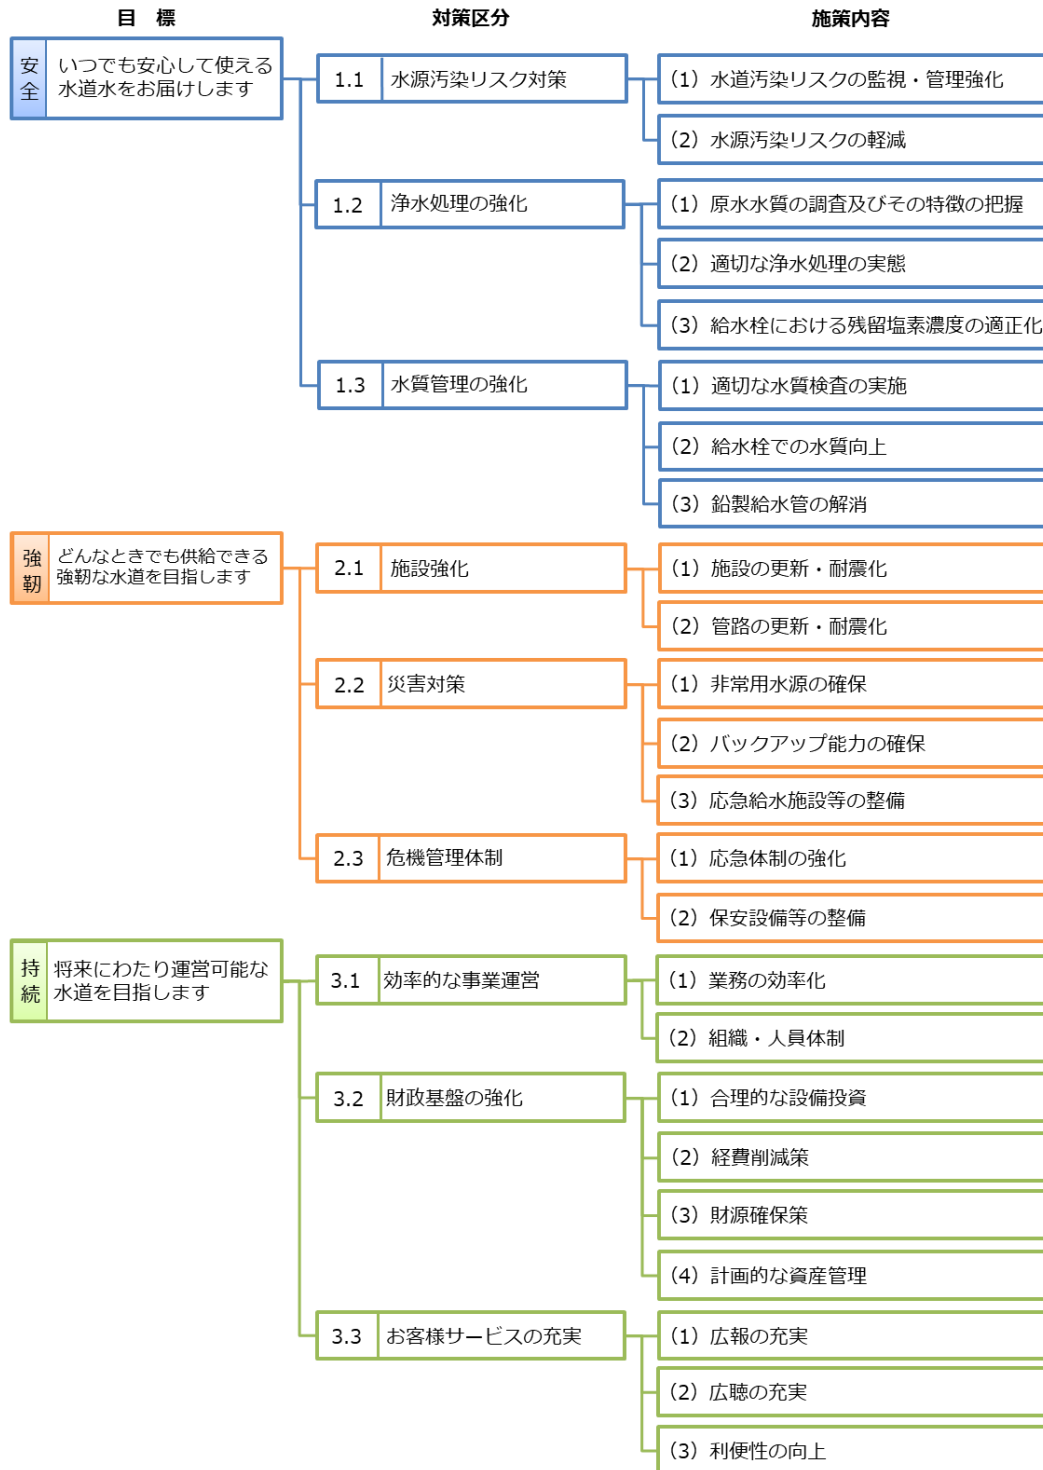 目 標 対策区分 施策内容
安全
いつでも安心して使える
水道水をお届けします
1.1 水源汚染リスク対策
(1) 水道汚染リスクの監視・管理強化
(2) 水源汚染リスクの軽減
1.2 浄水処理の強化
(1) 原水水質の調査及びその特徴の把握
(2) 適切な浄水処理の実態
(3) 給水栓における残留塩素濃度の適正化
1.3 水質管理の強化
(1) 適切な水質検査の実施
(2) 給水栓での水質向上
(3) 鉛製給水管の解消
強靭
どんなときでも供給できる
強靭な水道を目指します
2.1 施設強化
(1) 施設の更新・耐震化
(2) 管路の更新・耐震化
2.2 災害対策
(1) 非常用水源の確保
(2) バックアップ能力の確保
(3) 応急給水施設等の整備
2.3 危機管理体制
(1) 応急体制の強化
(2) 保安設備等の整備
持続
将来にわたり運営可能な
水道を目指します
3.1 効率的な事業運営
(1) 業務の効率化
(2) 組織・人員体制
3.2 財政基盤の強化
(1) 合理的な設備投資
(2) 経費削減策
(3) 財源確保策
(4) 計画的な資産管理
3.3 お客様サービスの充実
(1) 広報の充実
(2) 広聴の充実
(3) 利便性の向上